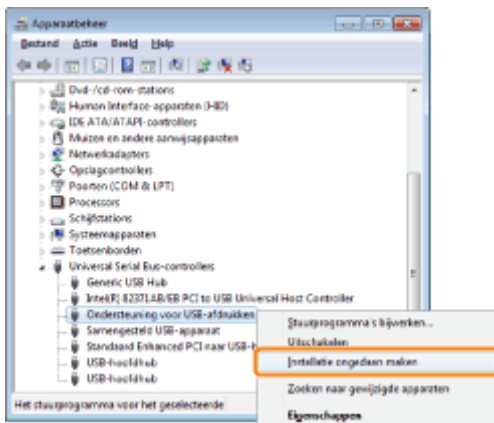 Apparaatbeheer
Bestand Actie Beeld Help
Dvd-/cd-rom-stations
Human Interface-apparaten (HID)
IDE ATA/ATAPI-controllers
Muizen en andere aanwijsapparaten
Netwerkadapters
Opslagcontrollers
Poorten (COM & LPT)
Processors
Schijfstations
Systeemapparaten
Toetsenborden
Universal Serial Bus-controllers
Generic USB Hub
Intel(R) 82371AB/EB PCI to USB Universal Host Controller
Ondersteuning voor USB-afdrukken
Samengesteld USB-apparaat
Standard Enhanced PCI naar USB-h
USB-hoofdhub
USB-hoofdhub
Stuurprogramma's bijwerken...
Uitschakelen
Installatie ongedaan maken
Zoeken naar gewijzigde apparaten
Eigenschappen
Het stuurprogramma voor het geselecteerde